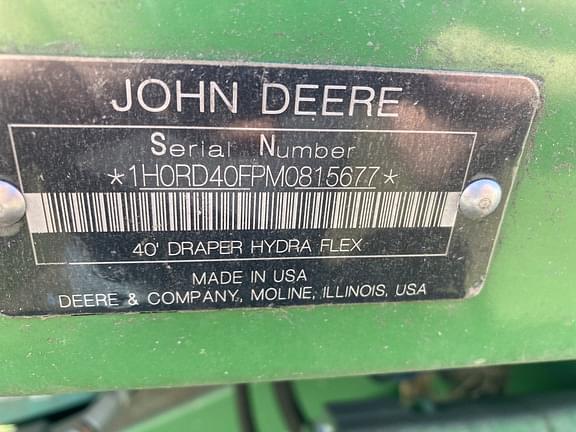 JOHN DEERE
Serial Number
*1H0RD40FPM0815677*
40' DRAPER HYDRA FLEX
MADE IN USA
DEERE & COMPANY, MOLINE, ILLINOIS, USA